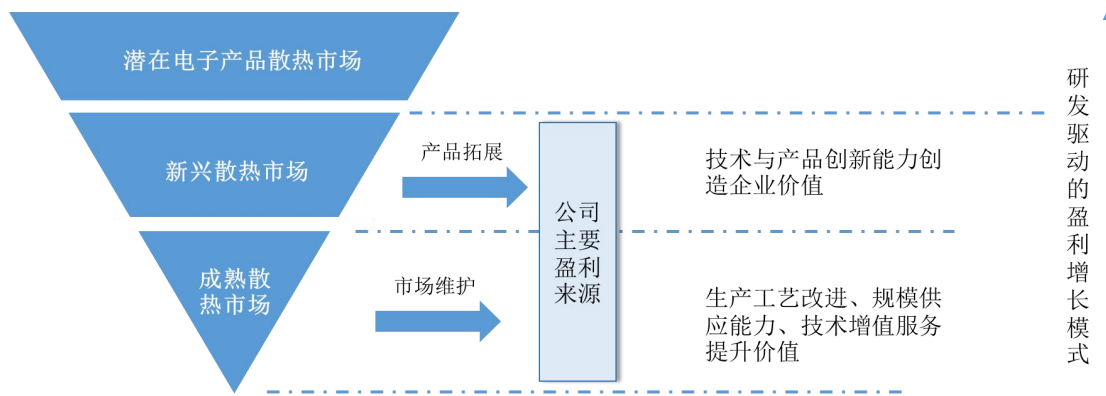 潜在电子产品散热市场
新兴散热市场
产品拓展
技术与产品创新能力创
造企业价值
公司
主要
盈利
来源
成熟散
热市场
市场维护
生产工艺改进、规模供
应能力、技术增值服务
提升价值
研发驱动的盈利增长模式